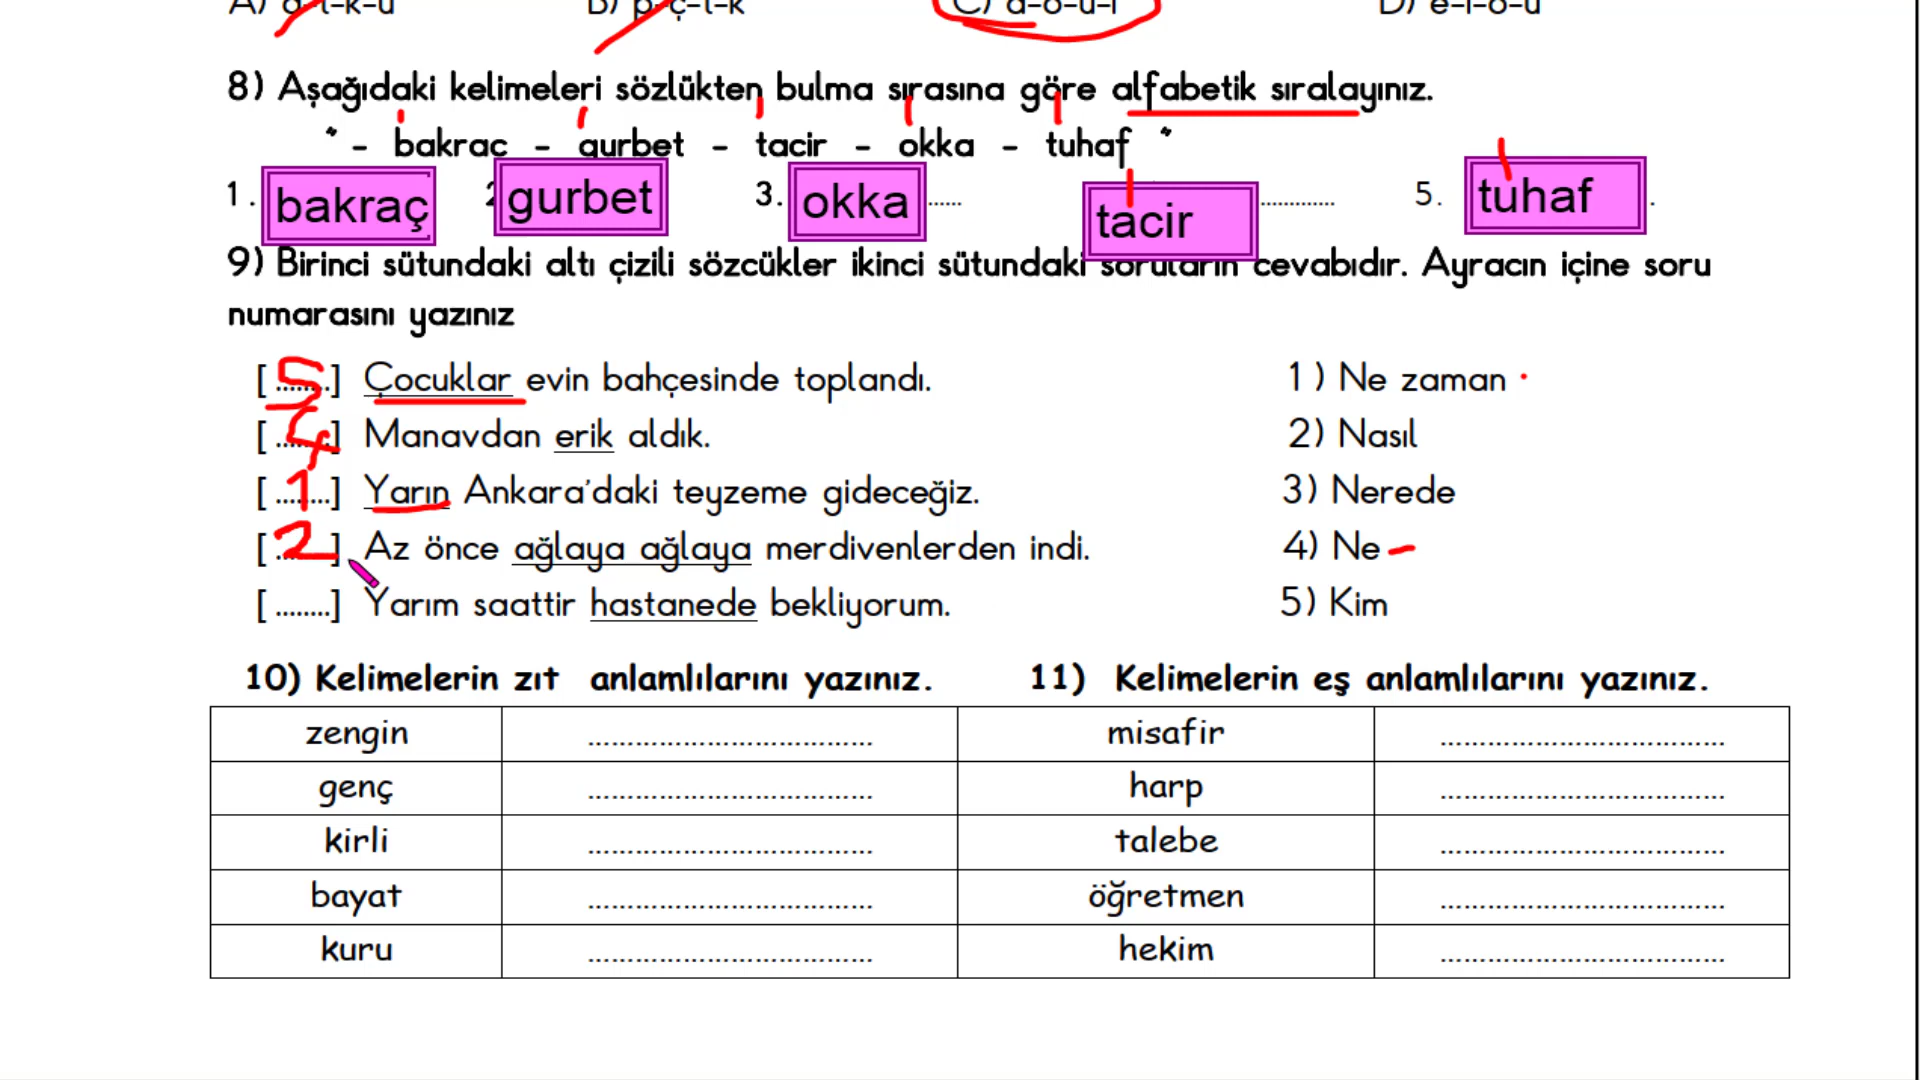 8) Aşağıdaki kelimeleri sözlükten bulma sırasına göre alfabetik sıralayınız.
" - bakraç - gurbet - tacir - okka - tuhaf "
1. bakraç 2 gurbet 3. okka ...... tacir ............. 5. tuhaf .
9) Birinci sütundaki altı çizili sözcükler ikinci sütundaki soruların cevabıdır. Ayracın içine soru
numarasını yazınız
[ 5 ] Çocuklar evin bahçesinde toplandı. 1 ) Ne zaman
[ 4 ] Manavdan erik aldık. 2) Nasıl
[ 1 ] Yarın Ankara'daki teyzeme gideceğiz. 3) Nerede
[ 2 ] Az önce ağlaya ağlaya merdivenlerden indi. 4) Ne
[ ........] Yarım saattir hastanede bekliyorum. 5) Kim
10) Kelimelerin zıt anlamlılarını yazınız. 11) Kelimelerin eş anlamlılarını yazınız.
zengin .................................... misafir ....................................
genç .................................... harp ....................................
kirli .................................... talebe ....................................
bayat .................................... öğretmen ....................................
kuru .................................... hekim ....................................